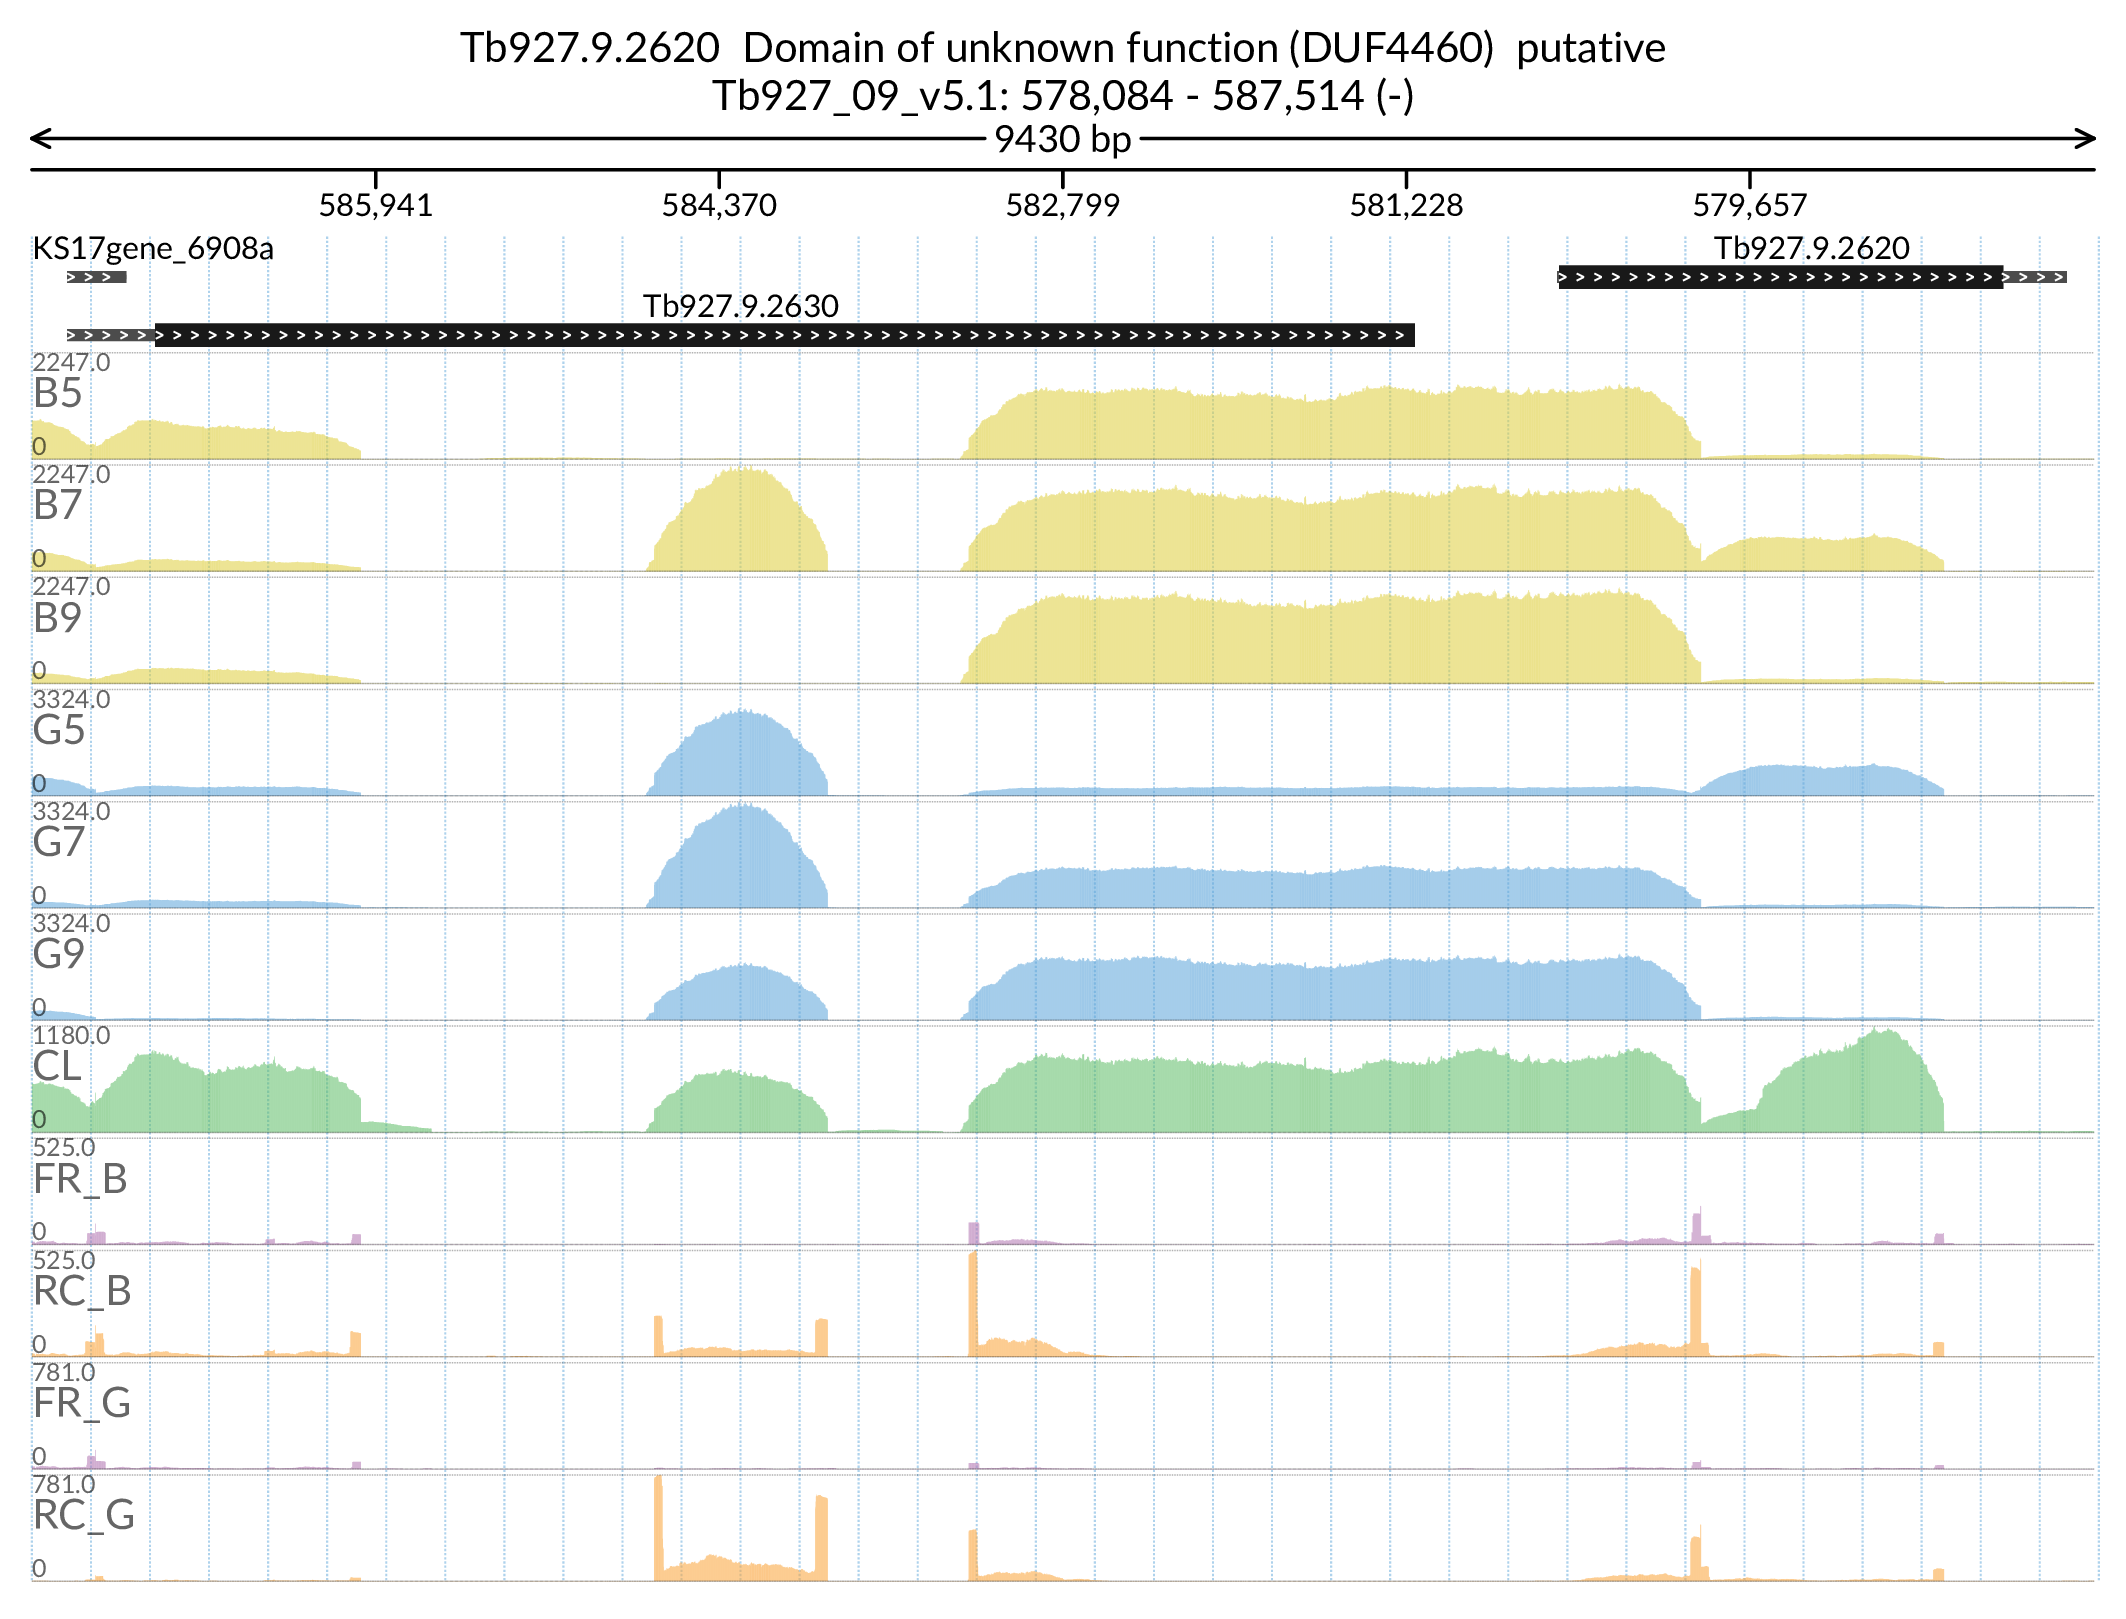 Tb927.9.2620  Domain of unknown function (DUF4460)  putative
Tb927_09_v5.1: 578,084 - 587,514 (-)
9430 bp
585,941 584,370 582,799 581,228 579,657
KS17gene_6908a Tb927.9.2620
Tb927.9.2630
2247.0
B5
0
2247.0
B7
0
2247.0
B9
0
3324.0
G5
0
3324.0
G7
0
3324.0
G9
0
1180.0
CL
0
525.0
FR_B
0
525.0
RC_B
0
781.0
FR_G
0
781.0
RC_G
0